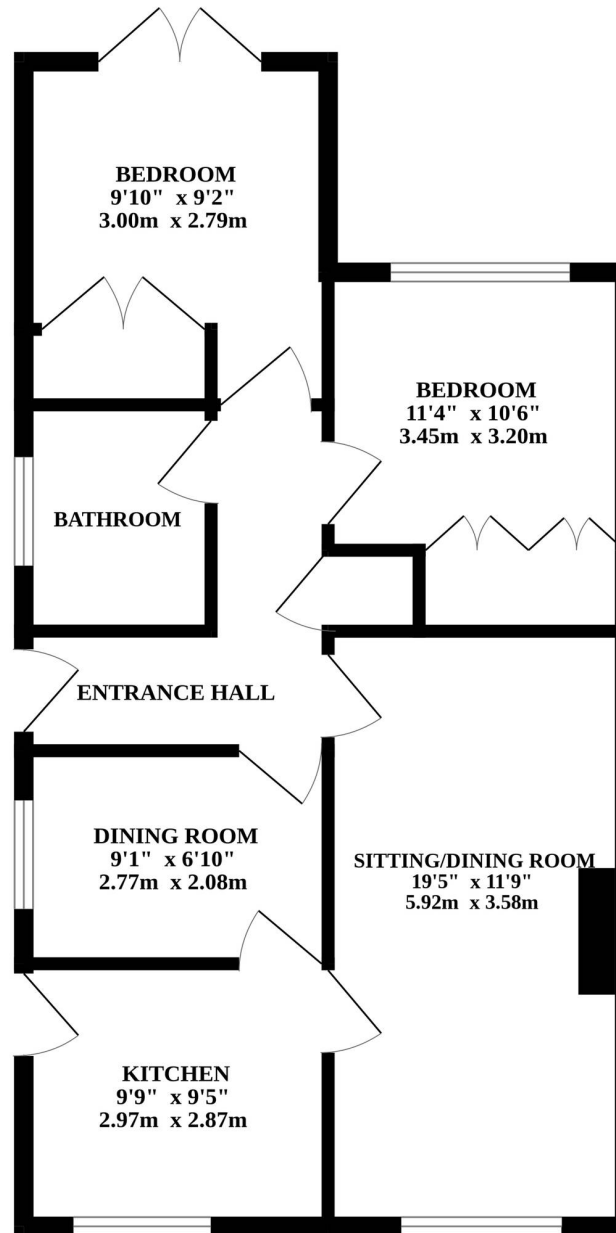 BEDROOM
9'10" x 9'2"
3.00m x 2.79m
BEDROOM
11'4" x 10'6"
3.45m x 3.20m
BATHROOM
ENTRANCE HALL
DINING ROOM
9'1" x 6'10"
2.77m x 2.08m
SITTING/DINING ROOM
19'5" x 11'9"
5.92m x 3.58m
KITCHEN
9'9" x 9'5"
2.97m x 2.87m